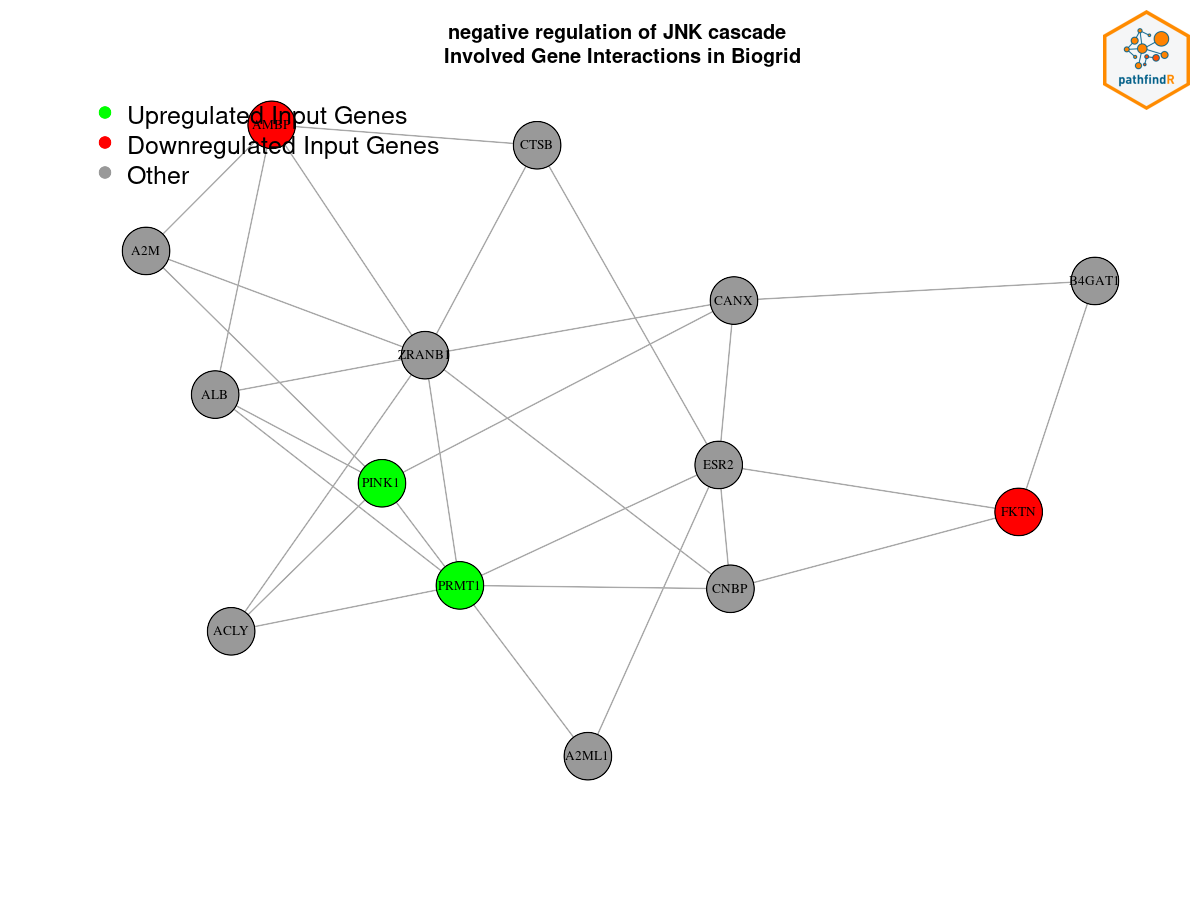 negative regulation of JNK cascade
Involved Gene Interactions in Biogrid
pathfindR
Upregulated Input Genes
Downregulated Input Genes
Other
AMBP
CTSB
A2M
B4GAT1
CANX
ZRANB1
ALB
ESR2
PINK1
FKTN
PRMT1
CNBP
ACLY
A2ML1